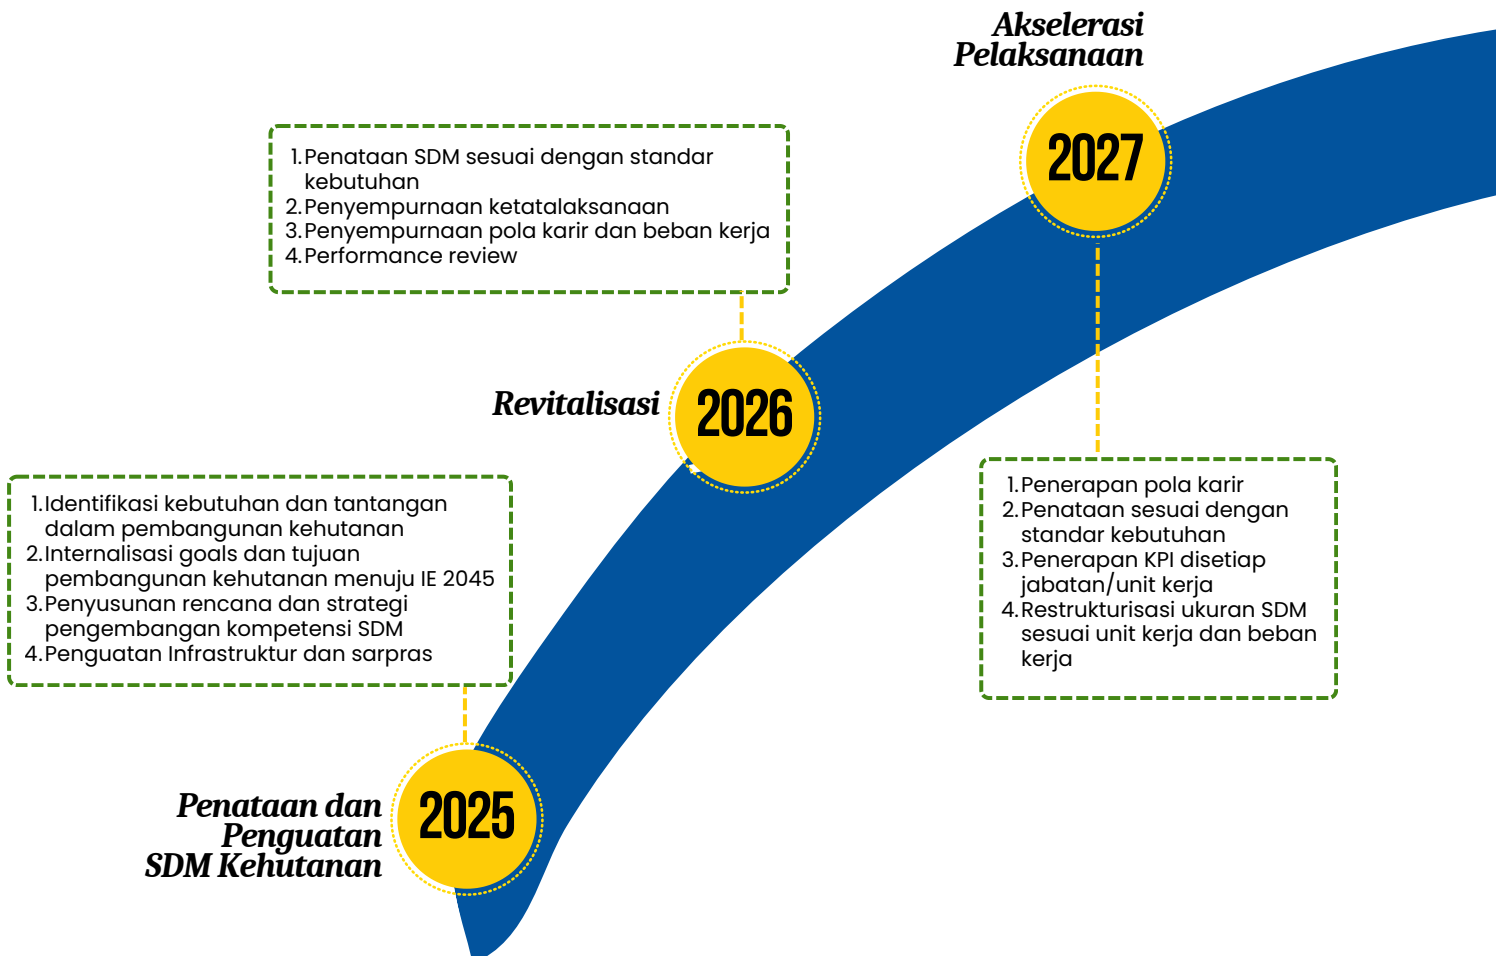 Akselerasi
Pelaksanaan
2027
1.Penataan SDM sesuai dengan standar
kebutuhan
2.Penyempurnaan ketatalaksanaan
3.Penyempurnaan pola karir dan beban kerja
4.Performance review
Revitalisasi
2026
1.Identifikasi kebutuhan dan tantangan
dalam pembangunan kehutanan
2.Internalisasi goals dan tujuan
pembangunan kehutanan menuju IE 2045
3.Penyusunan rencana dan strategi
pengembangan kompetensi SDM
4.Penguatan Infrastruktur dan sarpras
1.Penerapan pola karir
2.Penataan sesuai dengan
standar kebutuhan
3.Penerapan KPI disetiap
jabatan/unit kerja
4.Restrukturisasi ukuran SDM
sesuai unit kerja dan beban
kerja
Penataan dan
Penguatan
SDM Kehutanan
2025